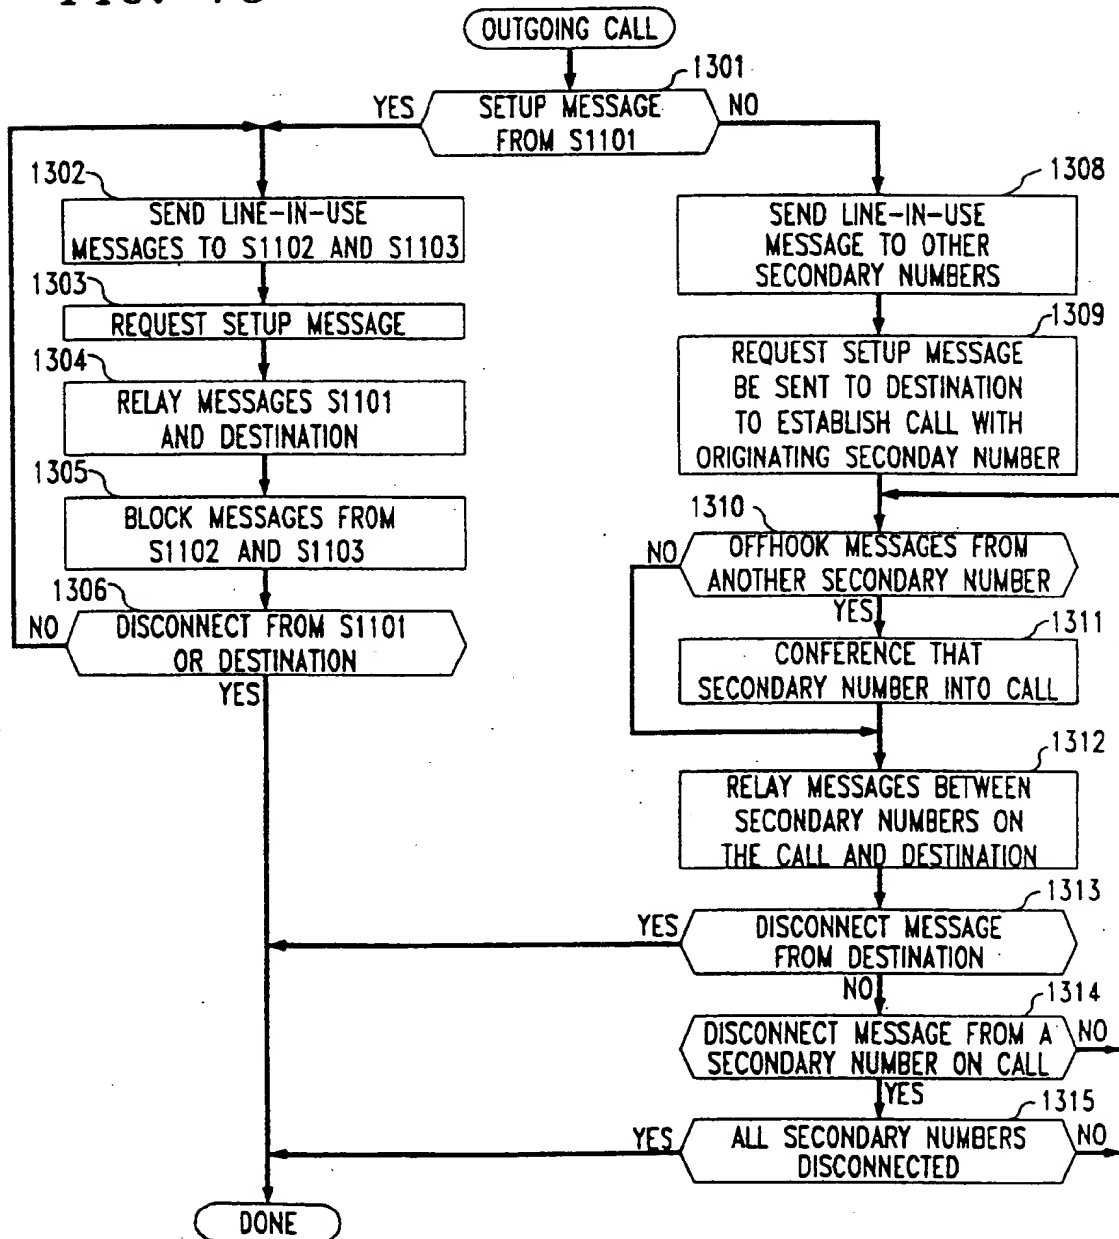 OUTGOING CALL
1301
YES
SETUP MESSAGE
FROM S1101
NO
1302
SEND LINE-IN-USE
MESSAGES TO S1102 AND S1103
1303
REQUEST SETUP MESSAGE
1304
RELAY MESSAGES S1101
AND DESTINATION
1305
BLOCK MESSAGES FROM
S1102 AND S1103
1306
NO
DISCONNECT FROM S1101
OR DESTINATION
YES
1308
SEND LINE-IN-USE
MESSAGE TO OTHER
SECONDARY NUMBERS
1309
REQUEST SETUP MESSAGE
BE SENT TO DESTINATION
TO ESTABLISH CALL WITH
ORIGINATING SECONDAY NUMBER
1310
NO
OFFHOOK MESSAGES FROM
ANOTHER SECONDARY NUMBER
YES
1311
CONFERENCE THAT
SECONDARY NUMBER INTO CALL
1312
RELAY MESSAGES BETWEEN
SECONDARY NUMBERS ON
THE CALL AND DESTINATION
1313
YES
DISCONNECT MESSAGE
FROM DESTINATION
NO
1314
DISCONNECT MESSAGE FROM A
SECONDARY NUMBER ON CALL
NO
YES
1315
YES
ALL SECONDARY NUMBERS
DISCONNECTED
NO
DONE